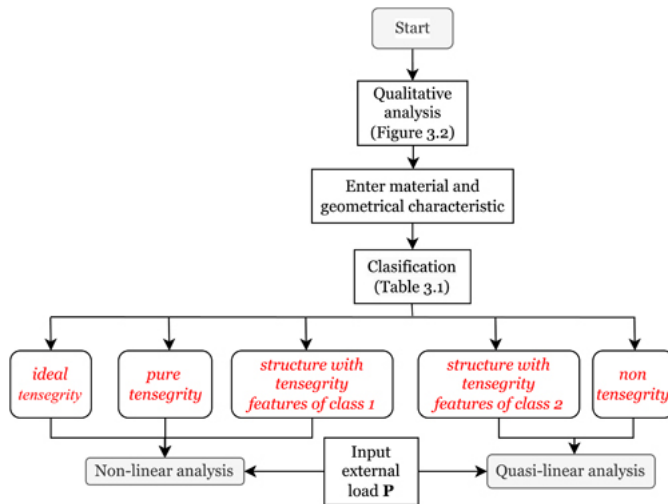 Start
Qualitative
analysis
(Figure 3.2)
Enter material and
geometrical characteristic
Clasification
(Table 3.1)
ideal
tensegrity
pure
tensegrity
structure with
tensegrity
features of class 1
structure with
tensegrity
features of class 2
non
tensegrity
Non-linear analysis
Input
external
load P
Quasi-linear analysis